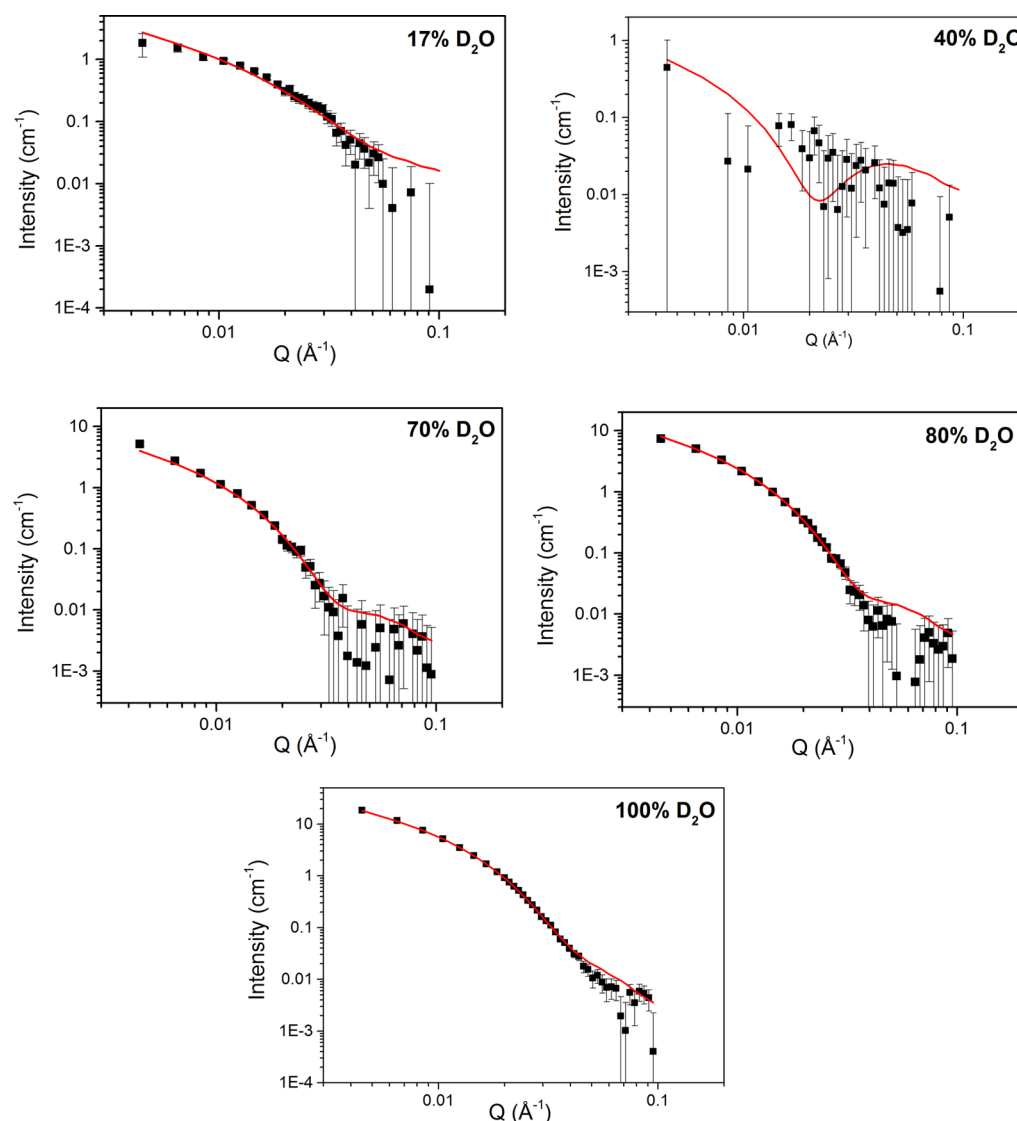 17% D₂O
Intensity (cm⁻¹)
1
0.1
0.01
1E-3
1E-4
0.01
0.1
Q (Å⁻¹)
40% D₂O
Intensity (cm⁻¹)
1
0.1
0.01
1E-3
0.01
0.1
Q (Å⁻¹)
70% D₂O
Intensity (cm⁻¹)
10
1
0.1
0.01
1E-3
0.01
0.1
Q (Å⁻¹)
80% D₂O
Intensity (cm⁻¹)
10
1
0.1
0.01
1E-3
0.01
0.1
Q (Å⁻¹)
100% D₂O
Intensity (cm⁻¹)
10
1
0.1
0.01
1E-3
1E-4
0.01
0.1
Q (Å⁻¹)